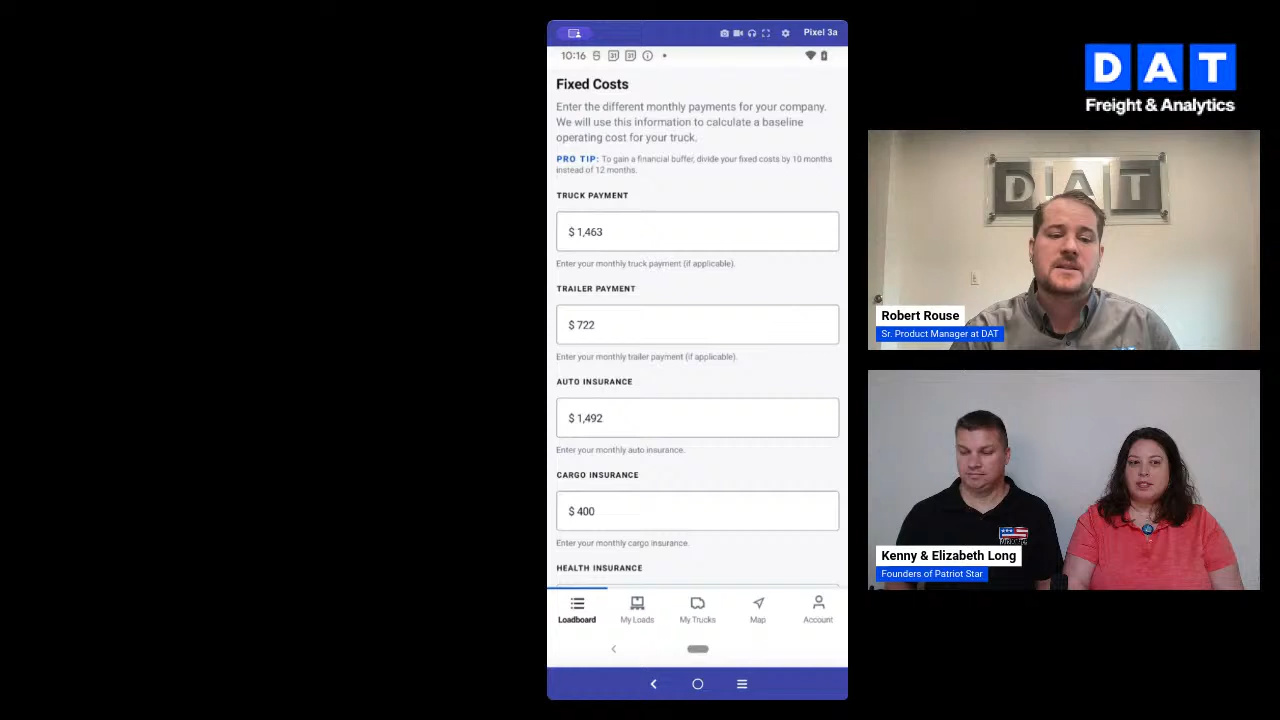 Pixel 3a
10:16
Fixed Costs
Enter the different monthly payments for your company.
We will use this information to calculate a baseline
operating cost for your truck.
PRO TIP: To gain a financial buffer, divide your fixed costs by 10 months
instead of 12 months.
TRUCK PAYMENT
$ 1,463
Enter your monthly truck payment (if applicable).
TRAILER PAYMENT
$ 722
Enter your monthly trailer payment (if applicable).
AUTO INSURANCE
$ 1,492
Enter your monthly auto insurance.
CARGO INSURANCE
$ 400
Enter your monthly cargo insurance.
HEALTH INSURANCE
Loadboard
My Loads
My Trucks
Map
Account
DAT
Freight & Analytics
DAT
Robert Rouse
Sr. Product Manager at DAT
Kenny & Elizabeth Long
Founders of Patriot Star